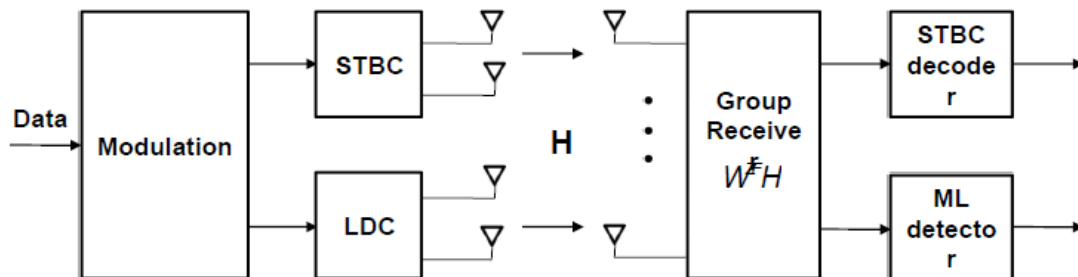 Data
Modulation
STBC
LDC
H
Group
Receive
STBC
decode
r
ML
detecto
r